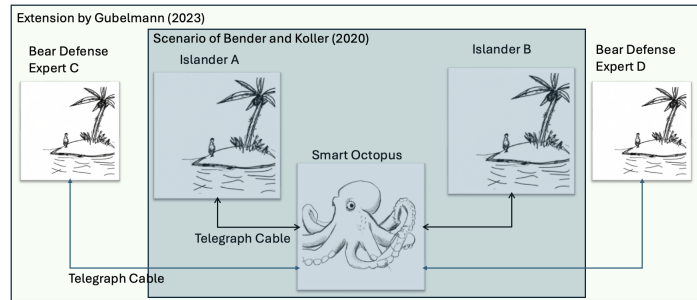 Extension by Gubelmann (2023)
Scenario of Bender and Koller (2020)
Bear Defense
Expert C
Islander A
Islander B
Bear Defense
Expert D
Smart Octopus
Telegraph Cable
Telegraph Cable